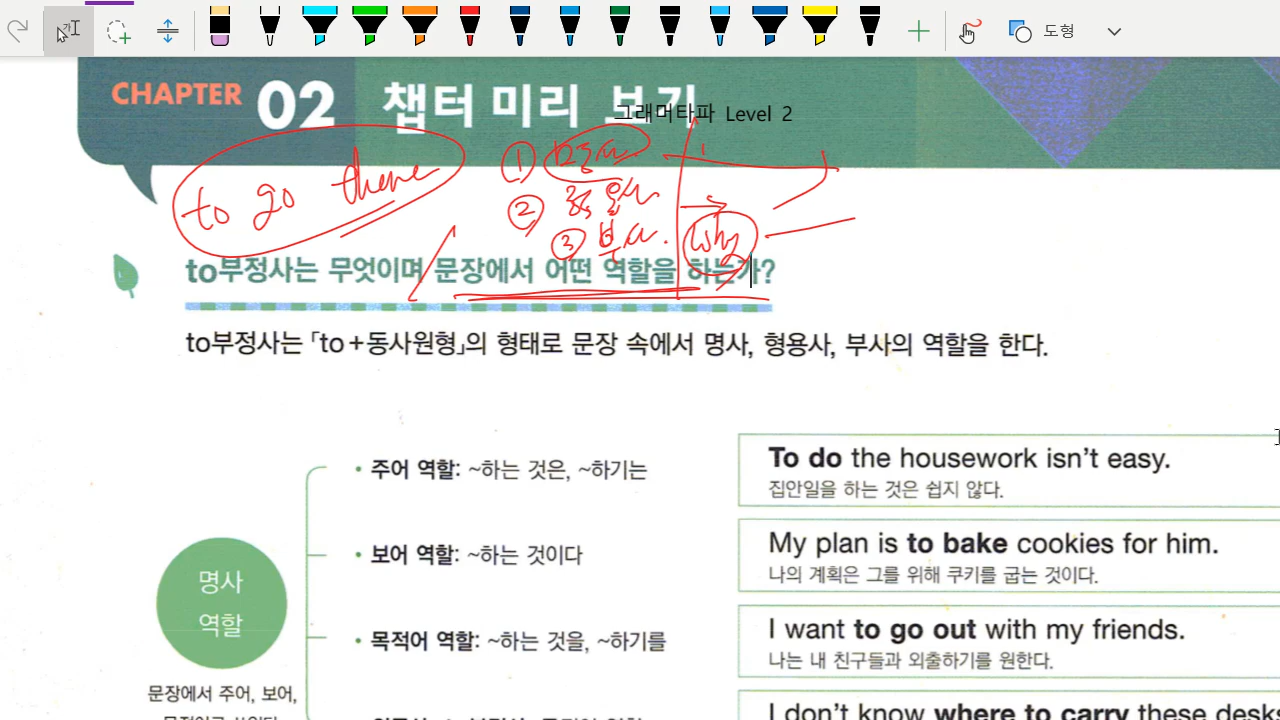 도형
CHAPTER 02 챕터 미리 보기
그래머타파 Level 2
to go there
① 명사
② 형용사
③ 부사.
why
to부정사는 무엇이며 문장에서 어떤 역할을 하는가?
to부정사는 「to+동사원형」의 형태로 문장 속에서 명사, 형용사, 부사의 역할을 한다.
• 주어 역할: ~하는 것은, ~하기는
To do the housework isn't easy.
집안일을 하는 것은 쉽지 않다.
• 보어 역할: ~하는 것이다
My plan is to bake cookies for him.
나의 계획은 그를 위해 쿠키를 굽는 것이다.
명사
역할
• 목적어 역할: ~하는 것을, ~하기를
I want to go out with my friends.
나는 내 친구들과 외출하기를 원한다.
문장에서 주어, 보어,
I don't know where to carry these desks